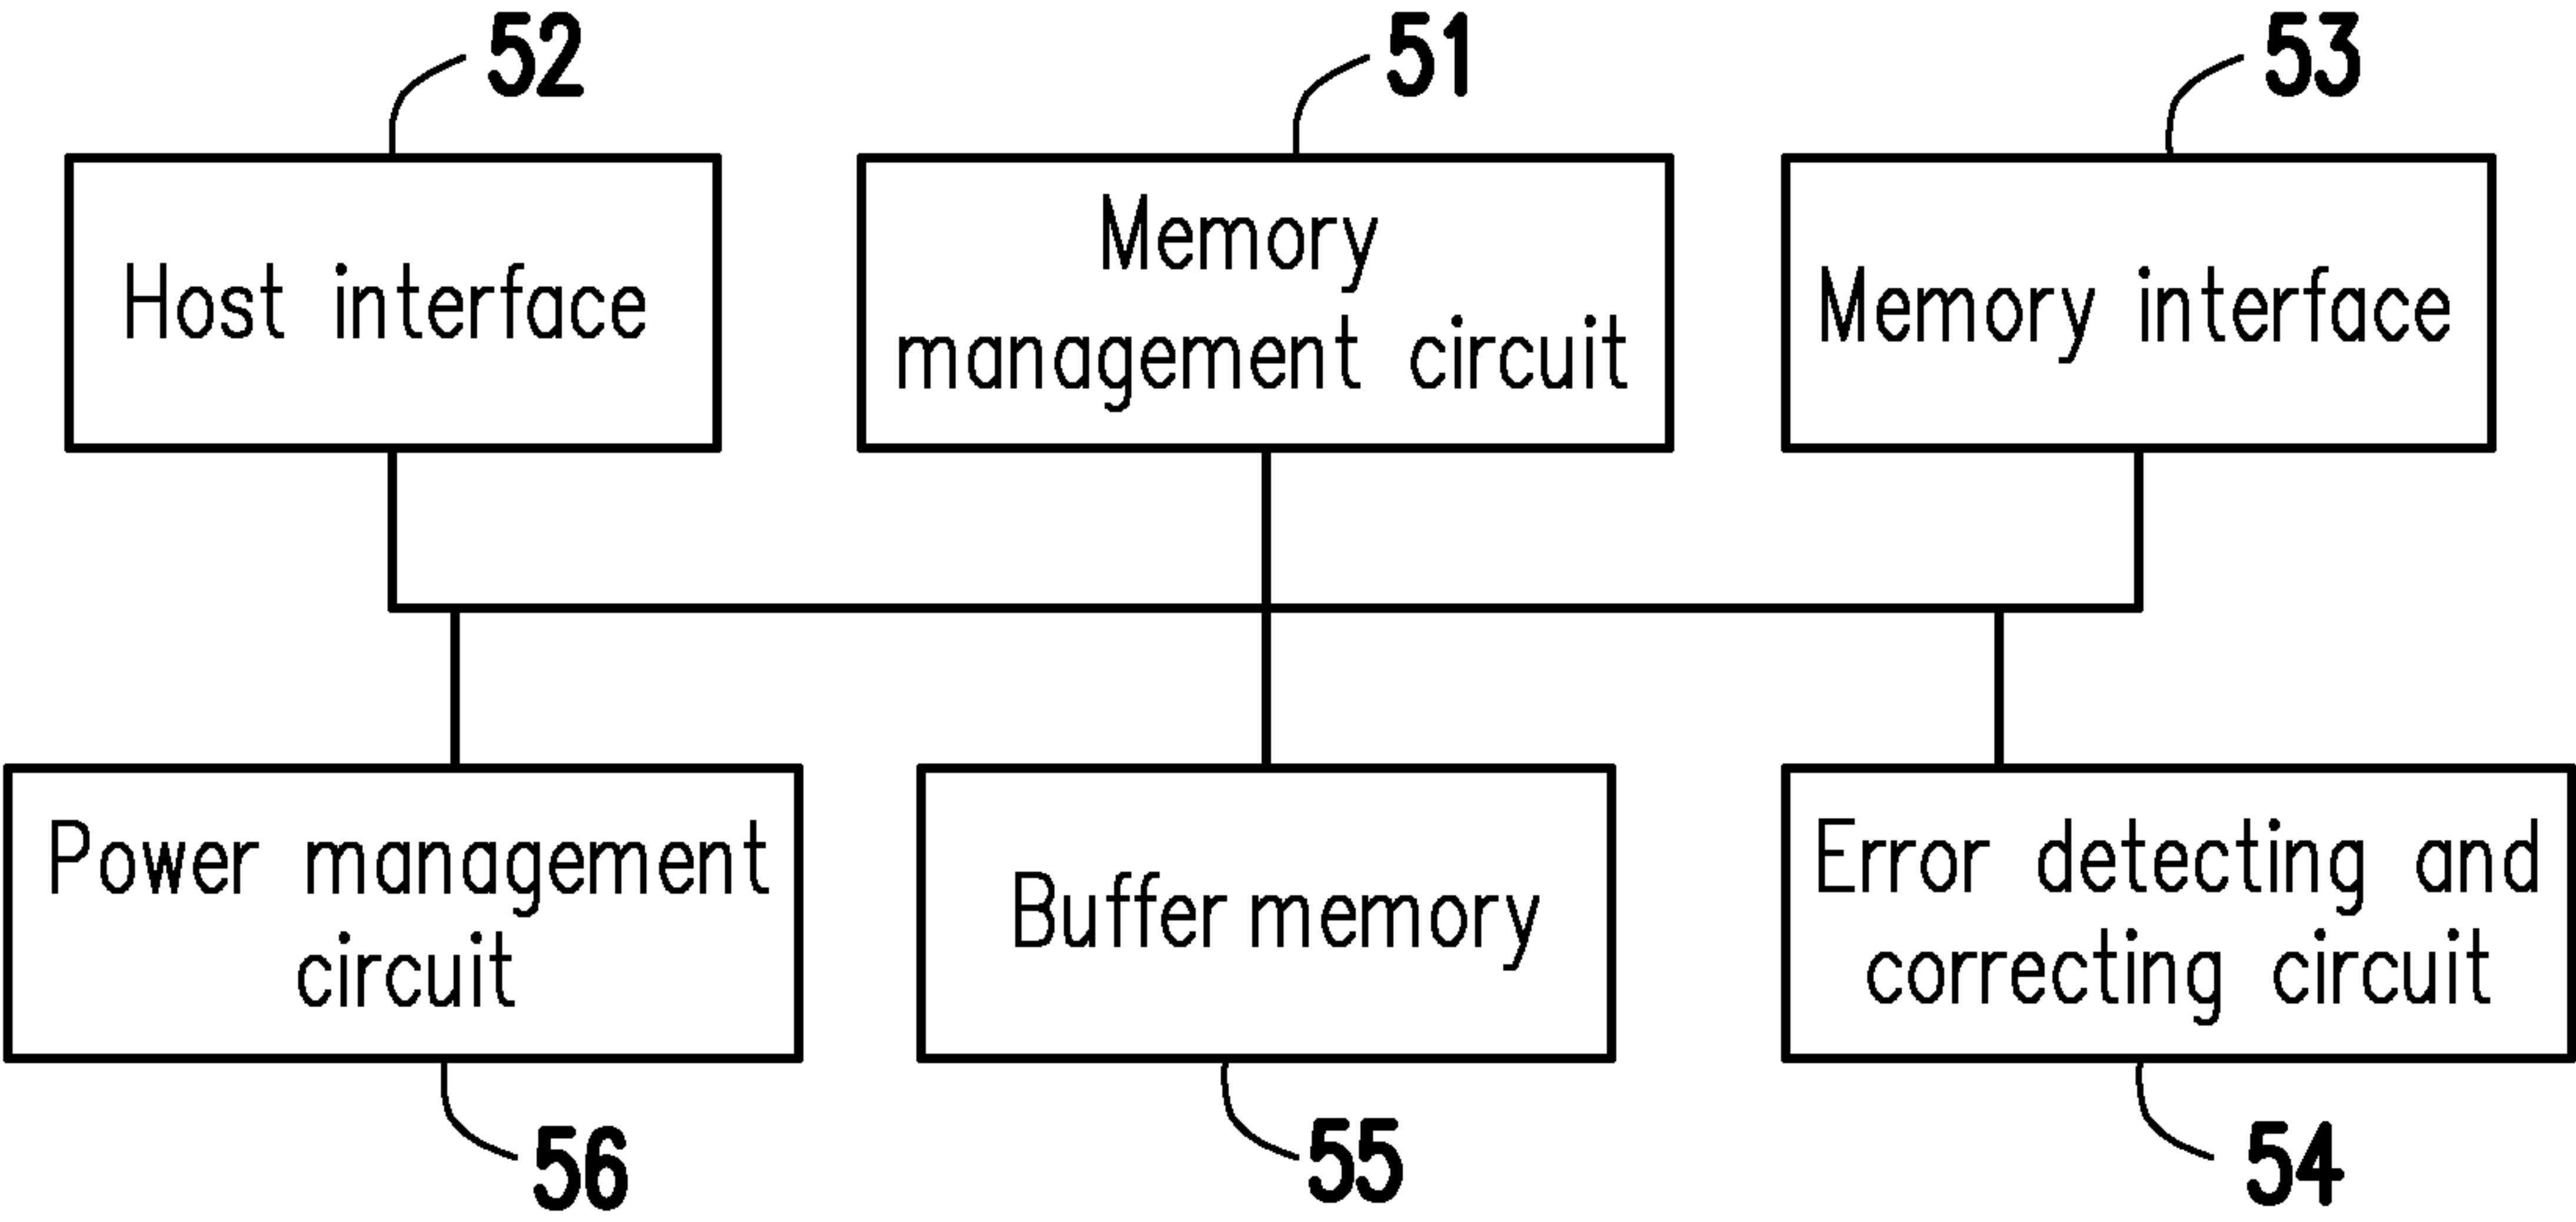 52
51
53
Host interface
Memory
management circuit
Memory interface
Power management
circuit
Buffer memory
Error detecting and
correcting circuit
56
55
54